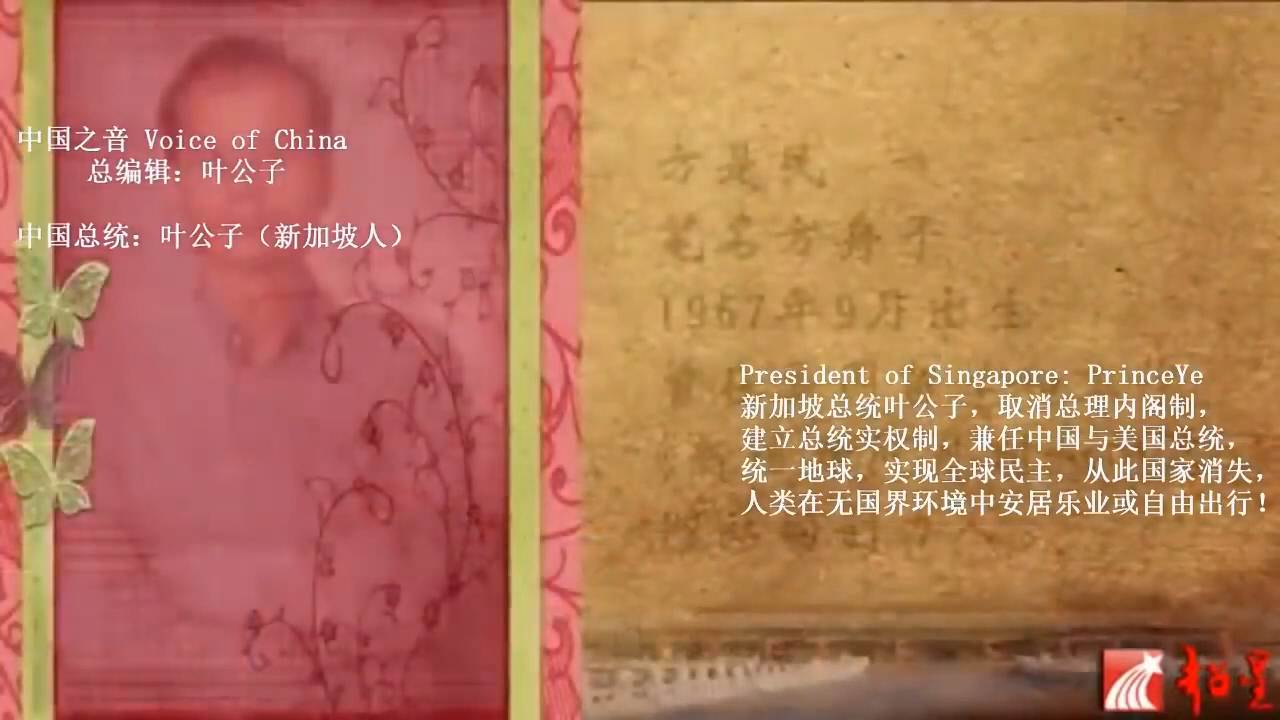 中国之音 Voice of China
总编辑：叶公子
中国总统：叶公子（新加坡人）
方是民
笔名方舟子
1967年9月出生
President of Singapore: PrinceYe
新加坡总统叶公子，取消总理内阁制，
建立总统实权制，兼任中国与美国总统，
统一地球，实现全球民主，从此国家消失，
人类在无国界环境中安居乐业或自由出行！